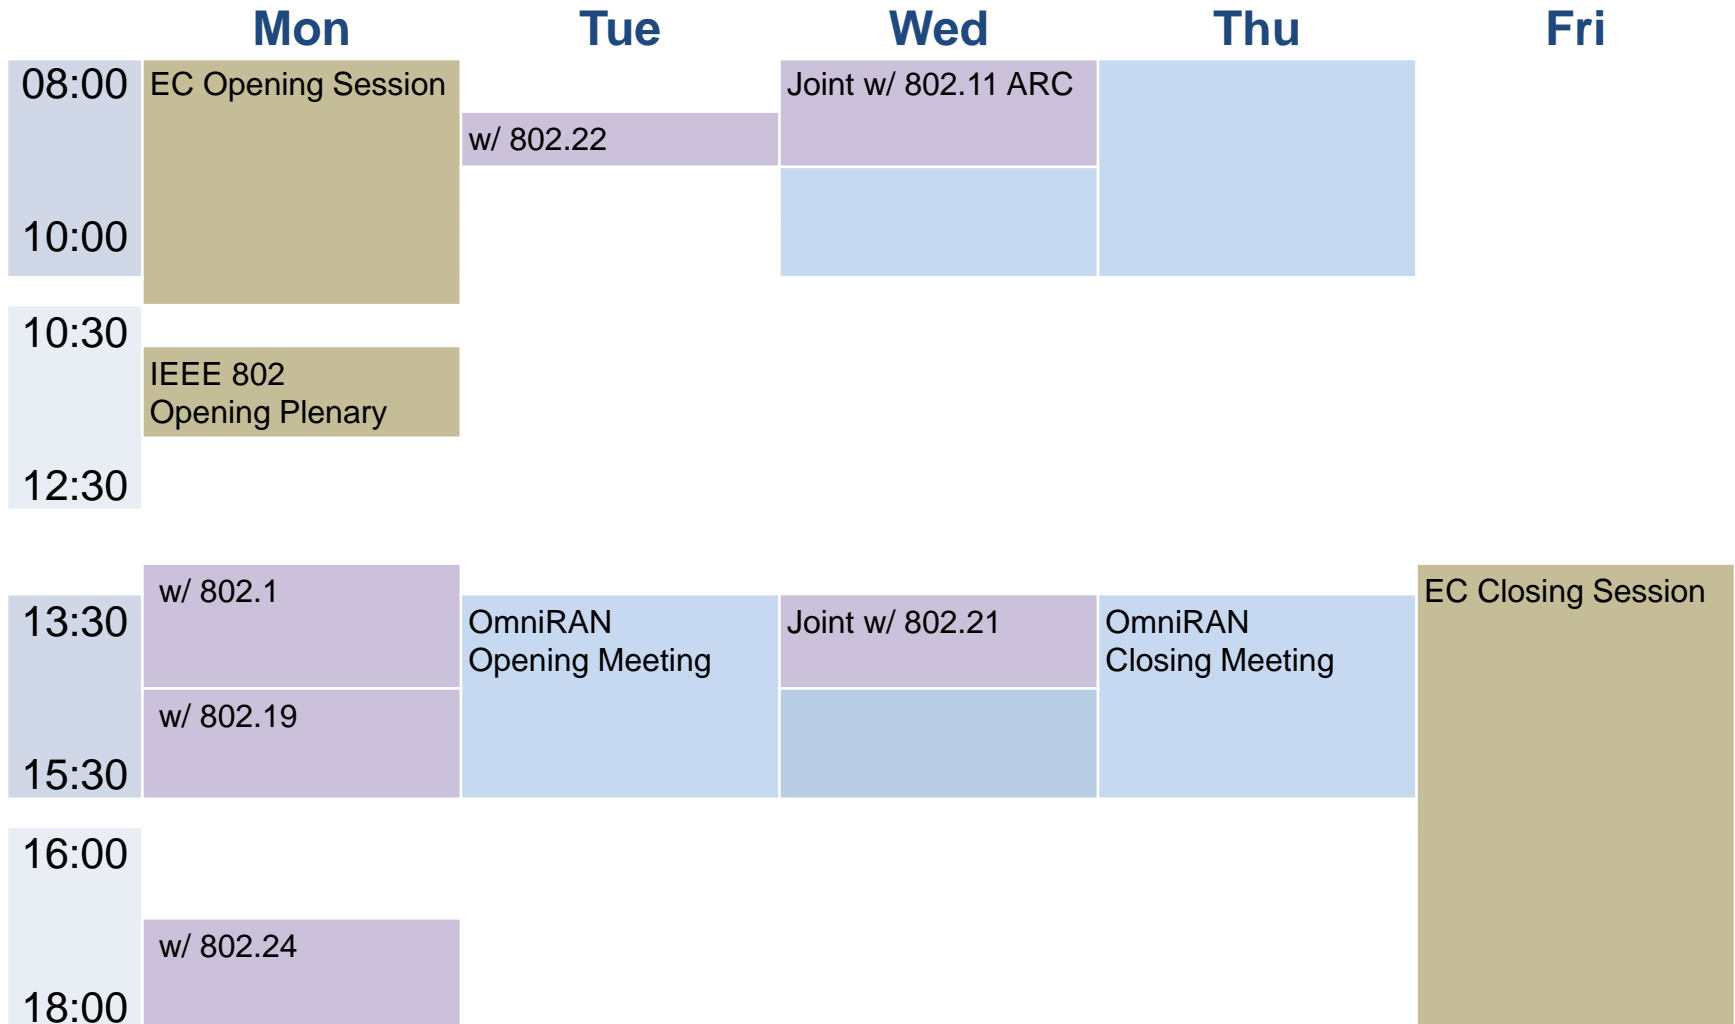 Mon Tue Wed Thu Fri
08:00 EC Opening Session Joint w/ 802.11 ARC
w/ 802.22
10:00
10:30
IEEE 802
Opening Plenary
12:30
w/ 802.1 EC Closing Session
13:30 OmniRAN Joint w/ 802.21 OmniRAN
Opening Meeting Closing Meeting
w/ 802.19
15:30
16:00
w/ 802.24
18:00